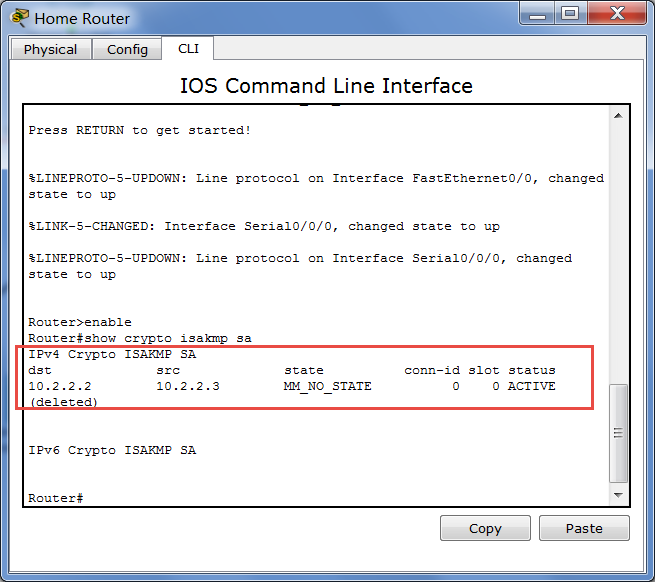 Home Router
Physical Config CLI
IOS Command Line Interface
Press RETURN to get started!
%LINEPROTO-5-UPDOWN: Line protocol on Interface FastEthernet0/0, changed
state to up
%LINK-5-CHANGED: Interface Serial0/0/0, changed state to up
%LINEPROTO-5-UPDOWN: Line protocol on Interface Serial0/0/0, changed
state to up
Router>enable
Router#show crypto isakmp sa
IPv4 Crypto ISAKMP SA
dst src state conn-id slot status
10.2.2.2 10.2.2.3 MM_NO_STATE 0 0 ACTIVE
(deleted)
IPv6 Crypto ISAKMP SA
Router#
Copy Paste